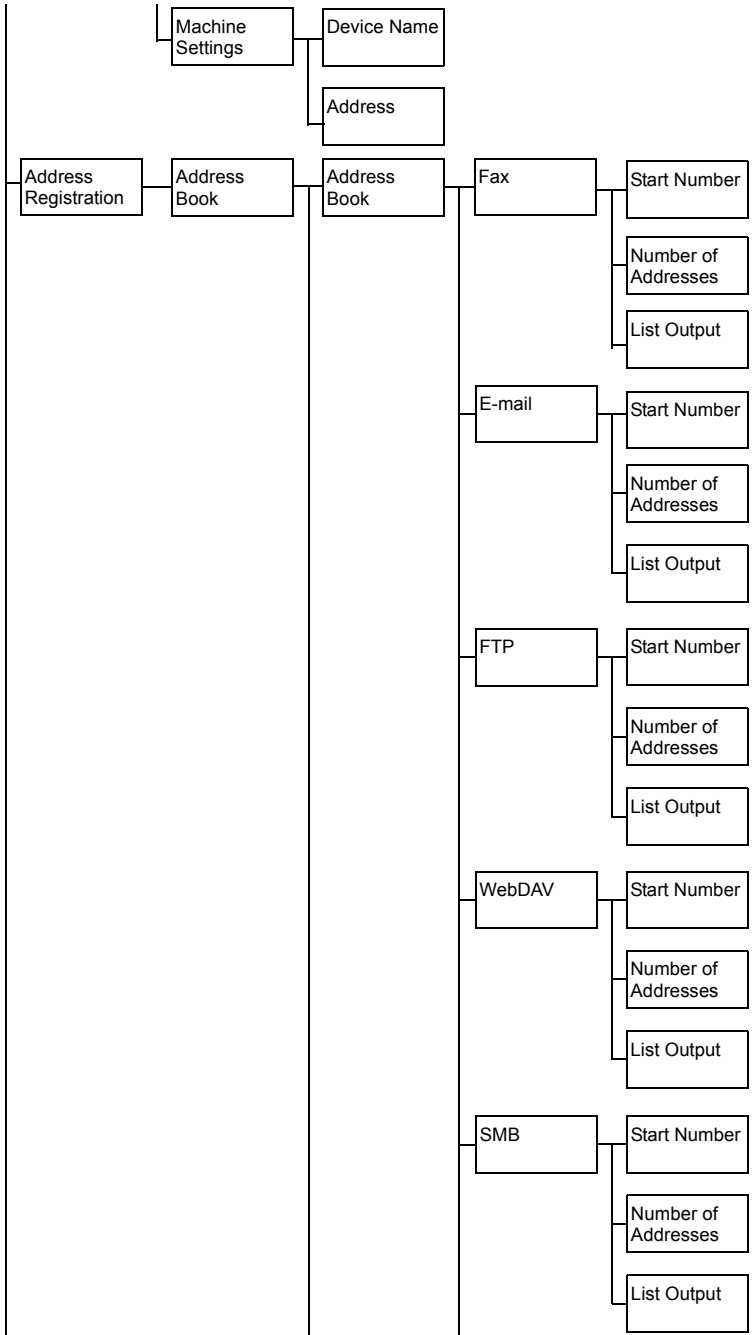 Machine
Settings
Device Name
Address
Address
Registration
Address
Book
Address
Book
Fax
Start Number
Number of
Addresses
List Output
E-mail
Start Number
Number of
Addresses
List Output
FTP
Start Number
Number of
Addresses
List Output
WebDAV
Start Number
Number of
Addresses
List Output
SMB
Start Number
Number of
Addresses
List Output